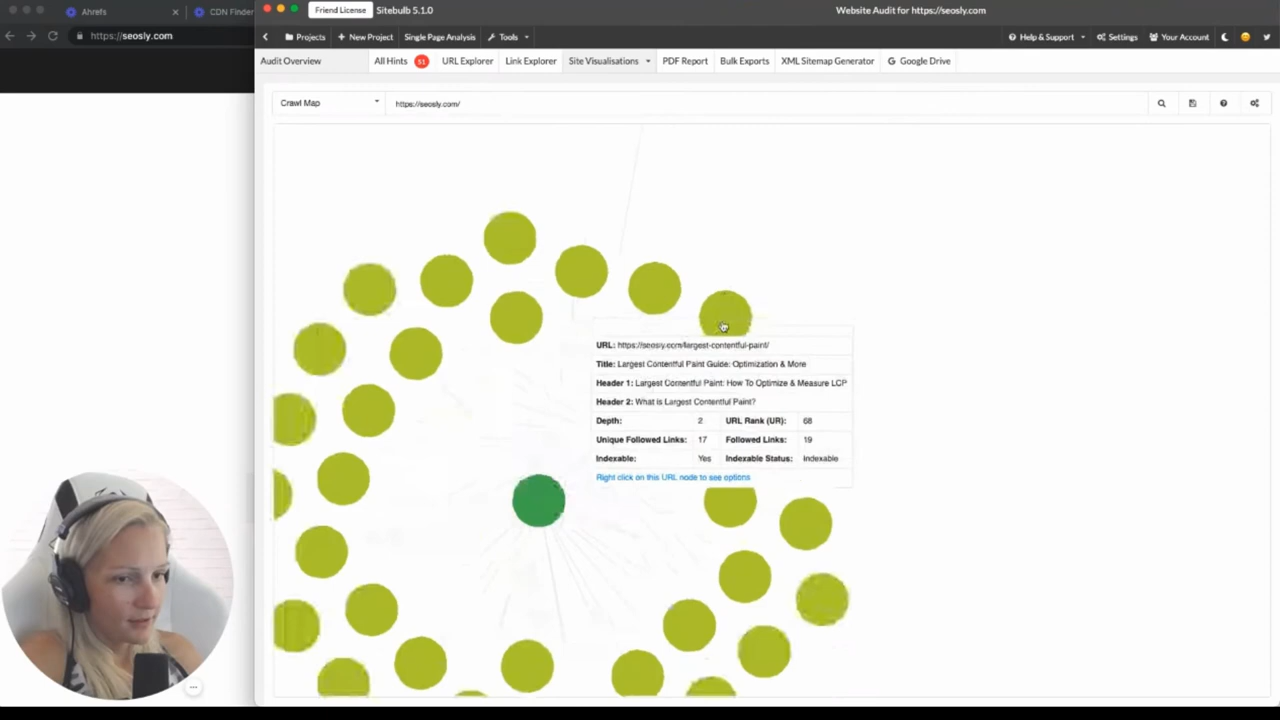 Ahrefs
CDN Finder
Friend License
Sitebulb 5.1.0
Website Audit for https://seosly.com
https://seosly.com
Projects
New Project
Single Page Analysis
Tools
Help & Support
Settings
Your Account
Audit Overview
All Hints
51
URL Explorer
Link Explorer
Site Visualisations
PDF Report
Bulk Exports
XML Sitemap Generator
Google Drive
Crawl Map
https://seosly.com/
URL: https://seosly.com/largest-contentful-paint/
Title: Largest Contentful Paint Guide: Optimization & More
Header 1: Largest Contentful Paint: How To Optimize & Measure LCP
Header 2: What Is Largest Contentful Paint?
Depth: 2 URL Rank (UR): 68
Unique Followed Links: 17 Followed Links: 19
Indexable: Yes Indexable Status: Indexable
Right click on this URL node to see options